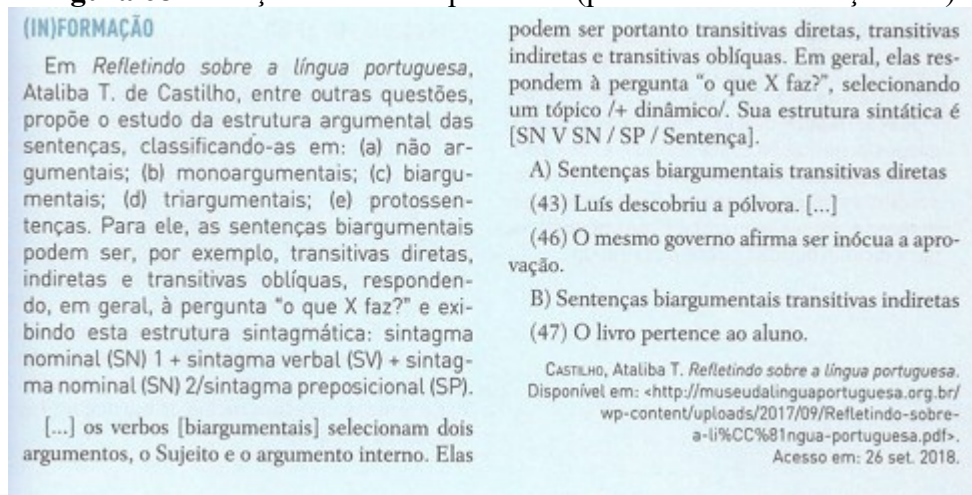 (IN)FORMAÇÃO
Em Refletindo sobre a língua portuguesa,
Ataliba T. de Castilho, entre outras questões,
propõe o estudo da estrutura argumental das
sentenças, classificando-as em: (a) não ar-
gumentais; (b) monoargumentais; (c) biargu-
mentais; (d) triargumentais; (e) protossen-
tenças. Para ele, as sentenças biargumentais
podem ser, por exemplo, transitivas diretas,
indiretas e transitivas oblíquas, responden-
do, em geral, à pergunta “o que X faz?” e exi-
bindo esta estrutura sintagmática: sintagma
nominal (SN) 1 + sintagma verbal (SV) + sintag-
ma nominal (SN) 2/sintagma preposicional (SP).
[...] os verbos [biargumentais] selecionam dois
argumentos, o Sujeito e o argumento interno. Elas
podem ser portanto transitivas diretas, transitivas
indiretas e transitivas oblíquas. Em geral, elas res-
pondem à pergunta “o que X faz?”, selecionando
um tópico /+ dinâmico/. Sua estrutura sintática é
[SN V SN / SP / Sentença].
A) Sentenças biargumentais transitivas diretas
(43) Luís descobriu a pólvora. [...]
(46) O mesmo governo afirma ser inócua a apro-
vação.
B) Sentenças biargumentais transitivas indiretas
(47) O livro pertence ao aluno.
CASTILHO, Ataliba T. Refletindo sobre a língua portuguesa.
Disponível em: <http://museudalinguaportuguesa.org.br/
wp-content/uploads/2017/09/Refletindo-sobre-
a-li%CC%81ngua-portuguesa.pdf>.
Acesso em: 26 set. 2018.